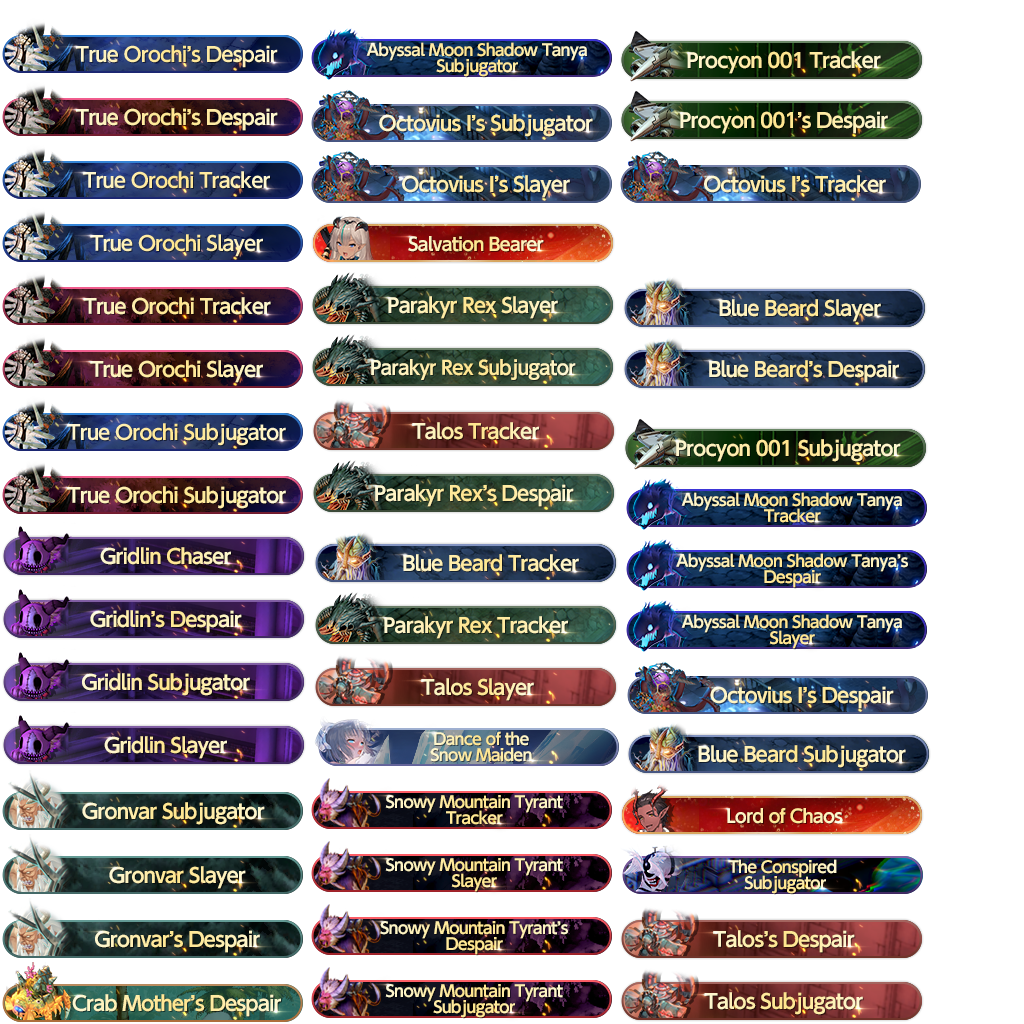 True Orochi's Despair
True Orochi's Despair
True Orochi Tracker
True Orochi Slayer
True Orochi Tracker
True Orochi Slayer
True Orochi Subjugator
True Orochi Subjugator
Gridlin Chaser
Gridlin's Despair
Gridlin Subjugator
Gridlin Slayer
Gronvar Subjugator
Gronvar Slayer
Gronvar's Despair
Crab Mother's Despair
Abyssal Moon Shadow Tanya
Subjugator
Octovius I's Subjugator
Octovius I's Slayer
Salvation Bearer
Parakyr Rex Slayer
Parakyr Rex Subjugator
Talos Tracker
Parakyr Rex's Despair
Blue Beard Tracker
Parakyr Rex Tracker
Talos Slayer
Dance of the
Snow Maiden
Snowy Mountain Tyrant
Tracker
Snowy Mountain Tyrant
Slayer
Snowy Mountain Tyrant's
Despair
Snowy Mountain Tyrant
Subjugator
Procyon 001 Tracker
Procyon 001's Despair
Octovius I's Tracker
Blue Beard Slayer
Blue Beard's Despair
Procyon 001 Subjugator
Abyssal Moon Shadow Tanya
Tracker
Abyssal Moon Shadow Tanya's
Despair
Abyssal Moon Shadow Tanya
Slayer
Octovius I's Despair
Blue Beard Subjugator
Lord of Chaos
The Conspired
Subjugator
Talos's Despair
Talos Subjugator